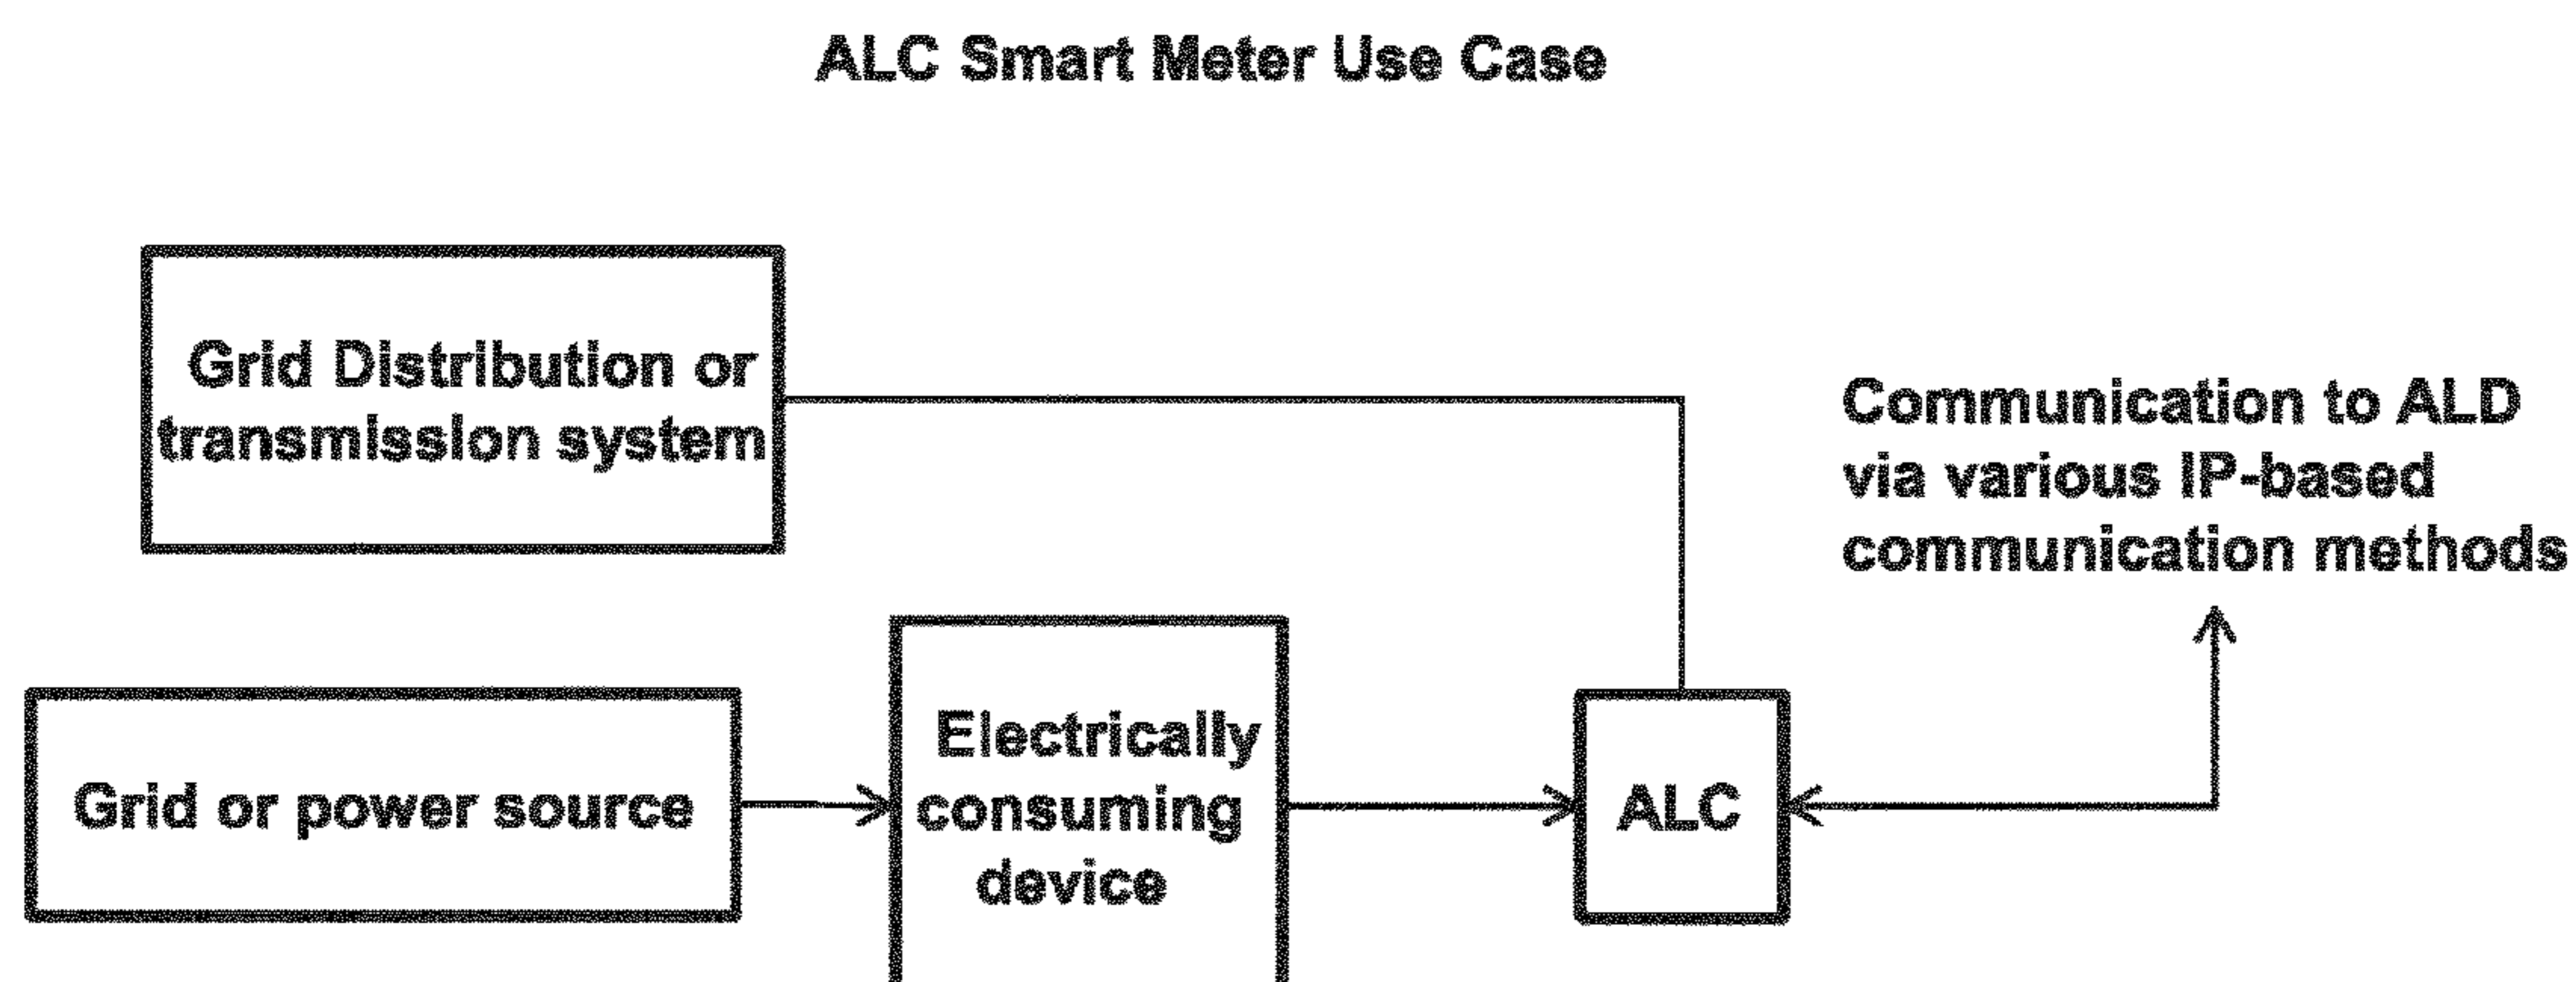 ALC Smart Meter Use Case
Grid Distribution or
transmission system
Communication to ALD
via various IP-based
communication methods
Grid or power source
Electrically
consuming
device
ALC